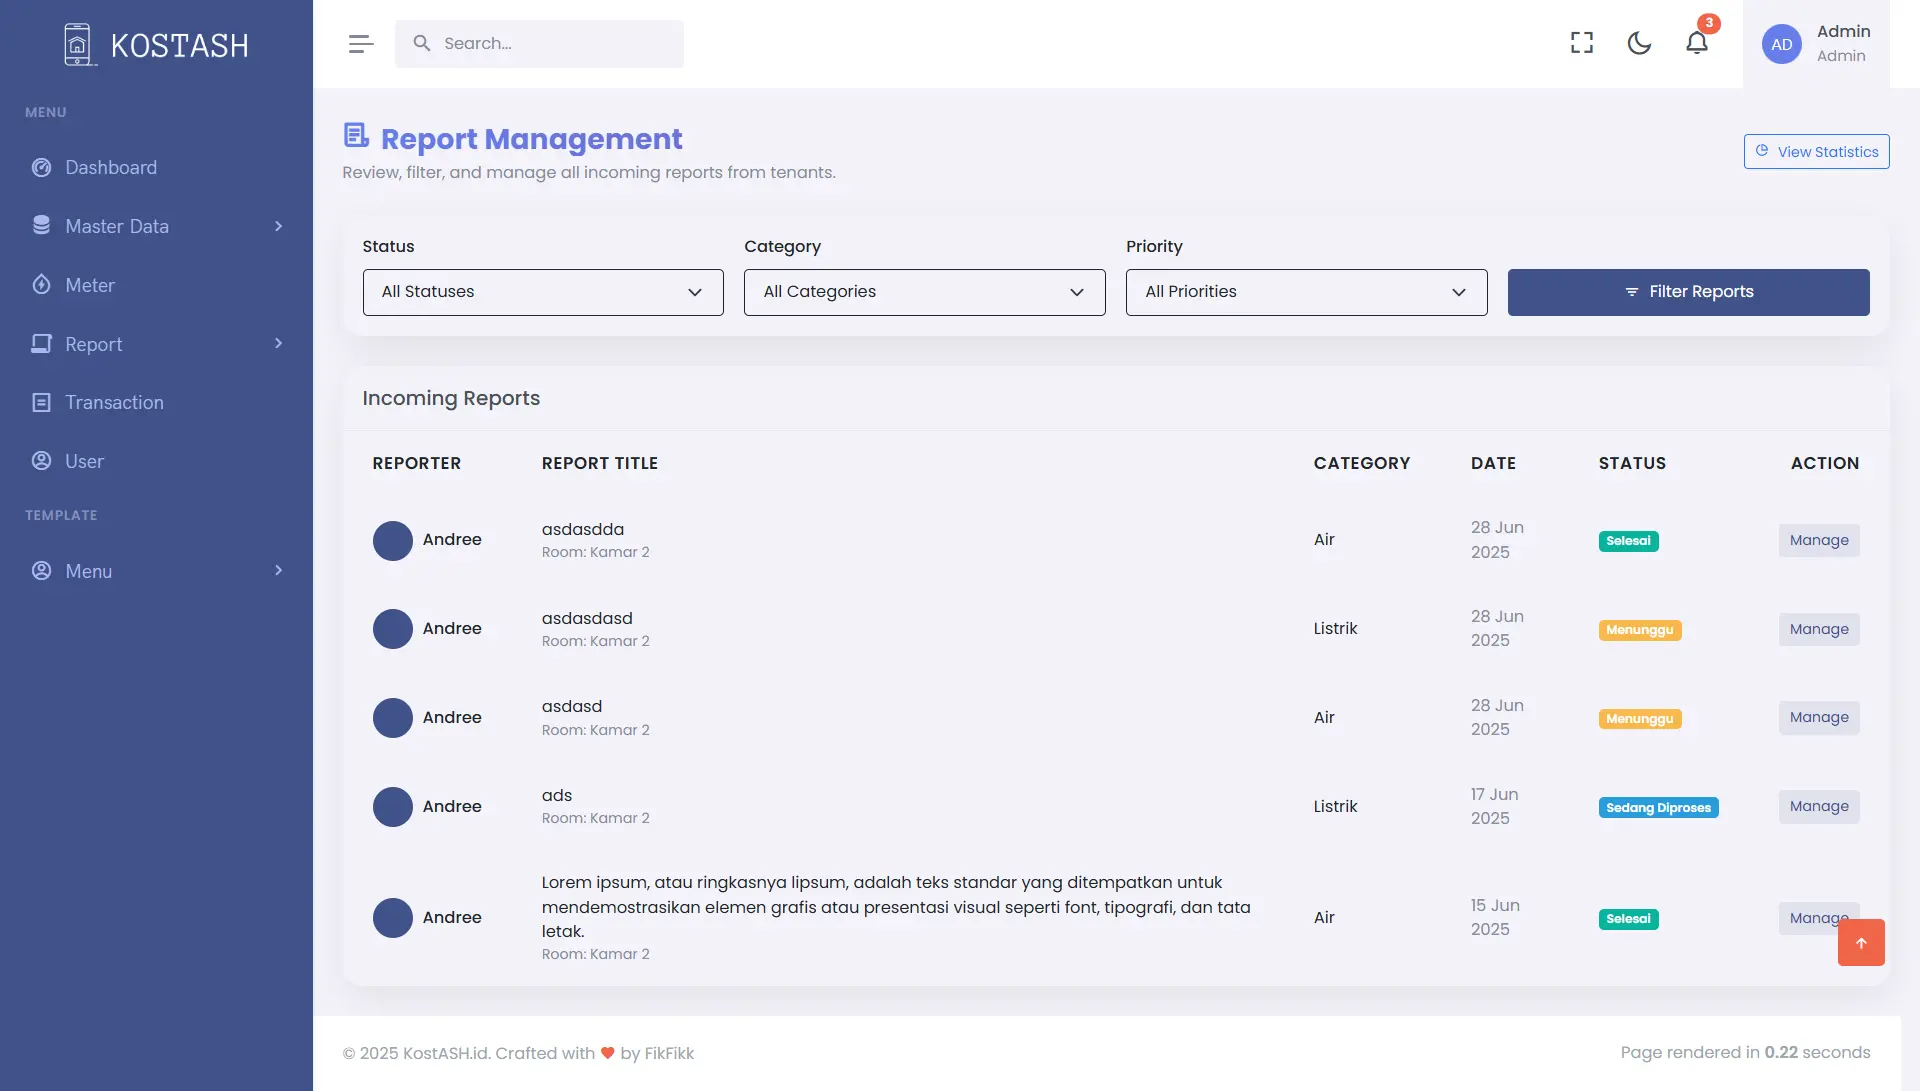 KOSTASH
MENU
Dashboard
Master Data
Meter
Report
Transaction
User
TEMPLATE
Menu
Search...
3
AD
Admin
Admin
Report Management
Review, filter, and manage all incoming reports from tenants.
View Statistics
Status
Category
Priority
All Statuses
All Categories
All Priorities
Filter Reports
Incoming Reports
REPORTER REPORT TITLE CATEGORY DATE STATUS ACTION
Andree
asdasdda
Room: Kamar 2
Air
28 Jun
2025
Selesai
Manage
Andree
asdasdasd
Room: Kamar 2
Listrik
28 Jun
2025
Menunggu
Manage
Andree
asdasd
Room: Kamar 2
Air
28 Jun
2025
Menunggu
Manage
Andree
ads
Room: Kamar 2
Listrik
17 Jun
2025
Sedang Diproses
Manage
Andree
Lorem ipsum, atau ringkasnya lipsum, adalah teks standar yang ditempatkan untuk
mendemostrasikan elemen grafis atau presentasi visual seperti font, tipografi, dan tata
letak.
Room: Kamar 2
Air
15 Jun
2025
Selesai
Manage
© 2025 KostASH.id. Crafted with ❤ by FikFikk
Page rendered in 0.22 seconds